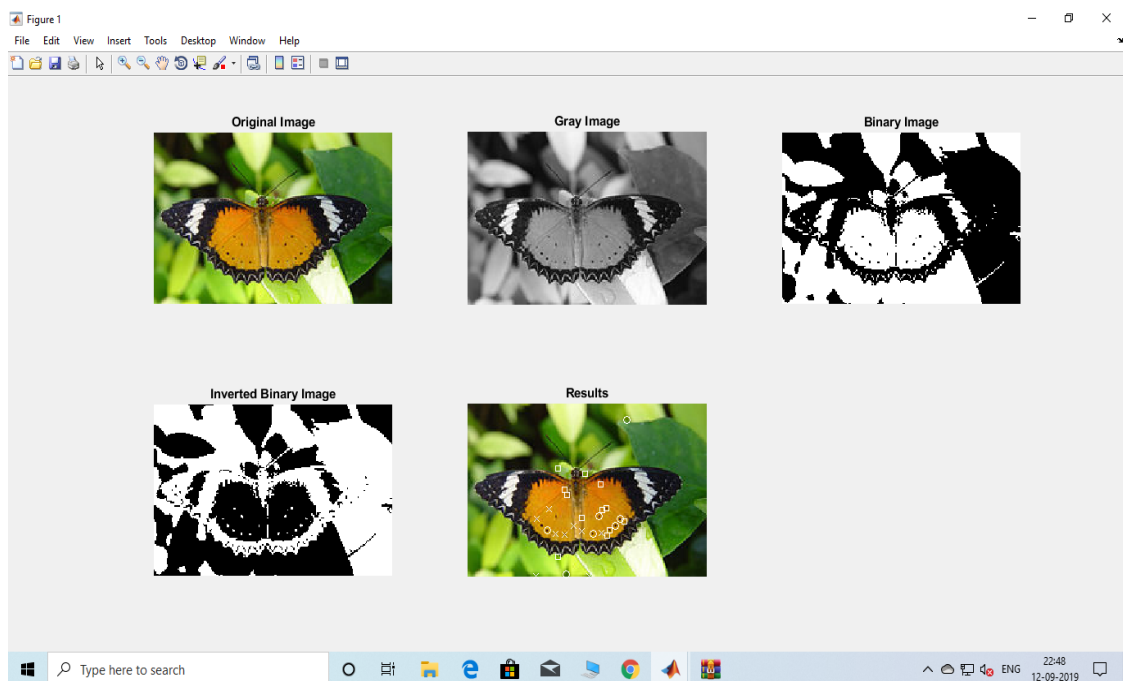 Figure 1
File Edit View Insert Tools Desktop Window Help
Original Image
Gray Image
Binary Image
Inverted Binary Image
Results
Type here to search
ENG
22:48
12-09-2019